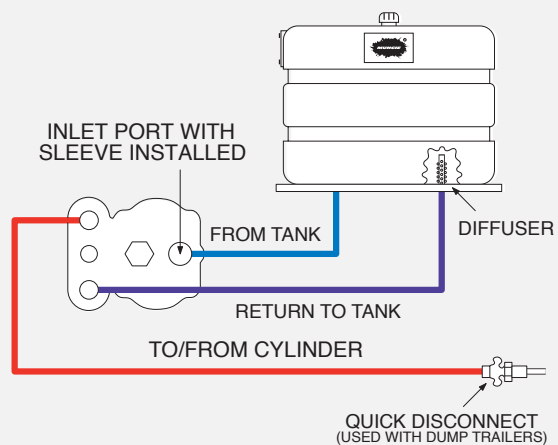 MUNCIE
INLET PORT WITH
SLEEVE INSTALLED
FROM TANK
DIFFUSER
RETURN TO TANK
TO/FROM CYLINDER
QUICK DISCONNECT
(USED WITH DUMP TRAILERS)